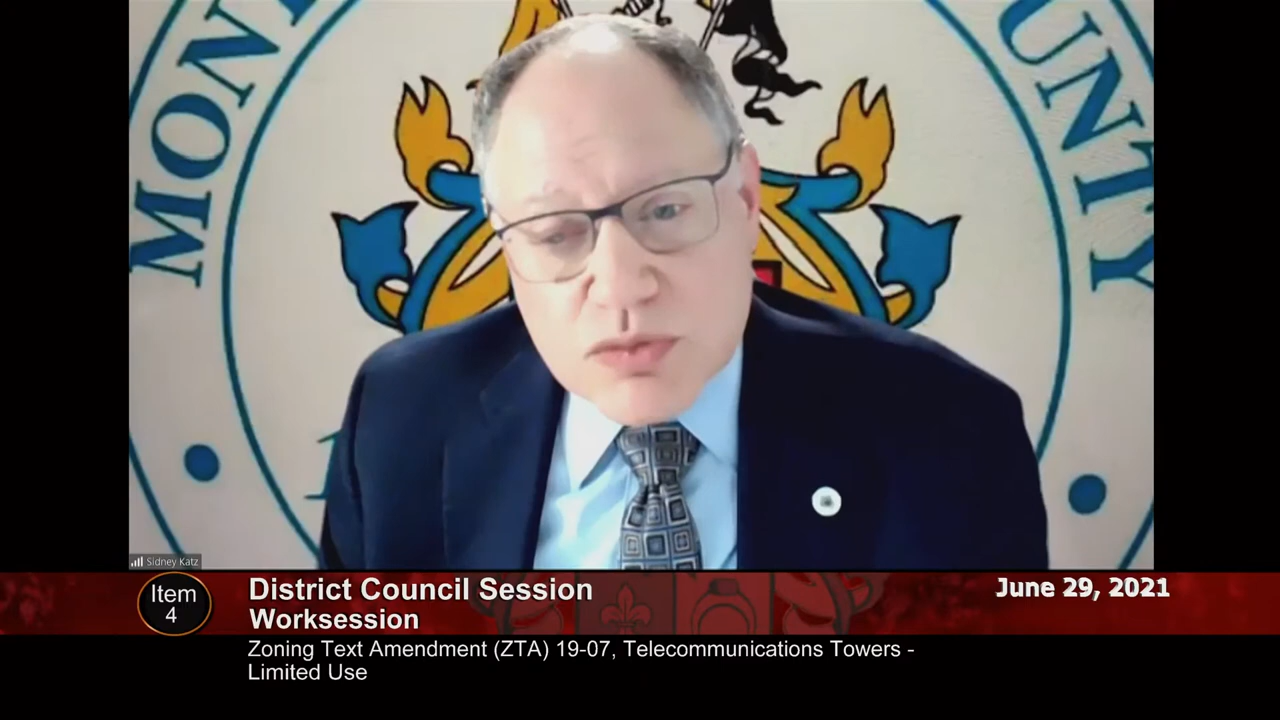 MON
UNTY
Sidney Katz
Item
4
District Council Session
Worksession
June 29, 2021
Zoning Text Amendment (ZTA) 19-07, Telecommunications Towers -
Limited Use